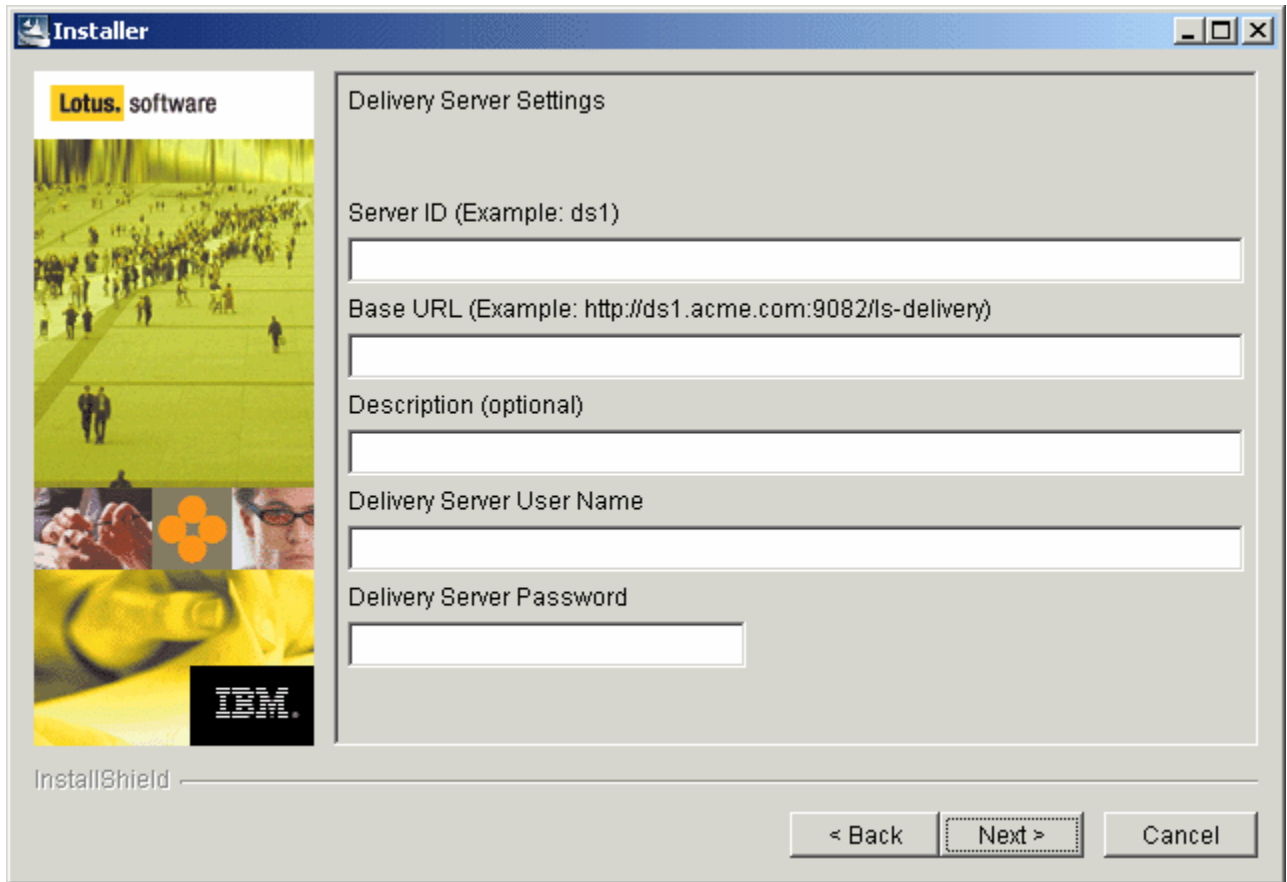 Installer
Lotus. software
Delivery Server Settings
Server ID (Example: ds1)
Base URL (Example: http://ds1.acme.com:9082/ls-delivery)
Description (optional)
Delivery Server User Name
Delivery Server Password
IBM.
InstallShield
< Back
Next >
Cancel